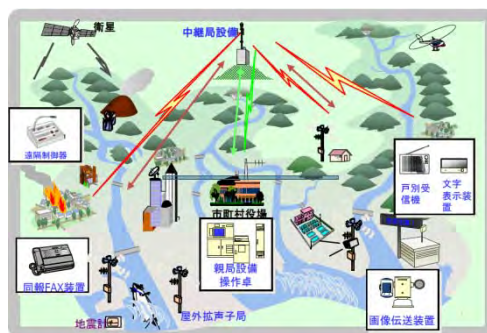 衛星
中継局設備
遠隔制御器
戸別受
信機
文字
表示装
置
市町村役場
親局設備
操作卓
同報FAX装置
屋外拡声子局
地震計
画像伝送装置